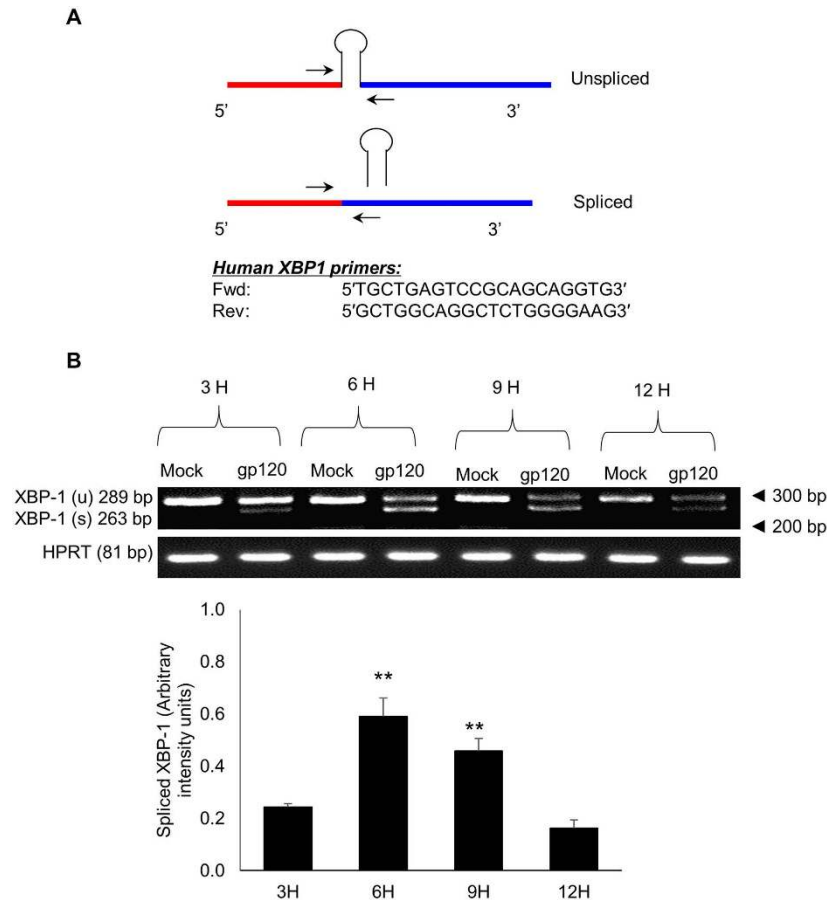 A
Unspliced
5’ 3’
Spliced
5’ 3’
Human XBP1 primers:
Fwd: 5′TGCTGAGTCCGCAGCAGGTG3′
Rev: 5′GCTGGCAGGCTCTGGGGAAG3′
B
3 H 6 H 9 H 12 H
Mock gp120 Mock gp120 Mock gp120 Mock gp120
XBP-1 (u) 289 bp ◄ 300 bp
XBP-1 (s) 263 bp ◄ 200 bp
HPRT (81 bp)
Spliced XBP-1 (Arbitrary
intensity units)
1.0
0.8
0.6
0.4
0.2
0.0
** **
3H 6H 9H 12H